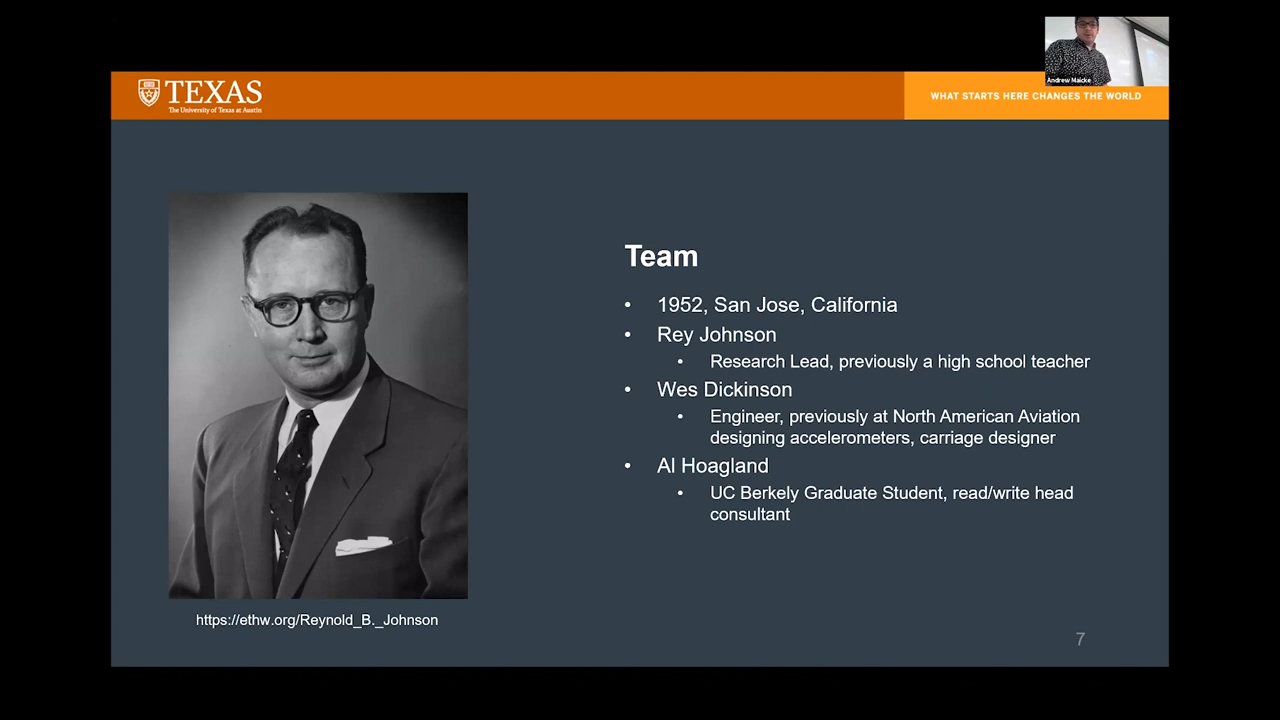 Andrew Maicke
TEXAS
The University of Texas at Austin
WHAT STARTS HERE CHANGES THE WORLD
Team
• 1952, San Jose, California
• Rey Johnson
• Research Lead, previously a high school teacher
• Wes Dickinson
• Engineer, previously at North American Aviation
designing accelerometers, carriage designer
• Al Hoagland
• UC Berkely Graduate Student, read/write head
consultant
https://ethw.org/Reynold_B._Johnson
7